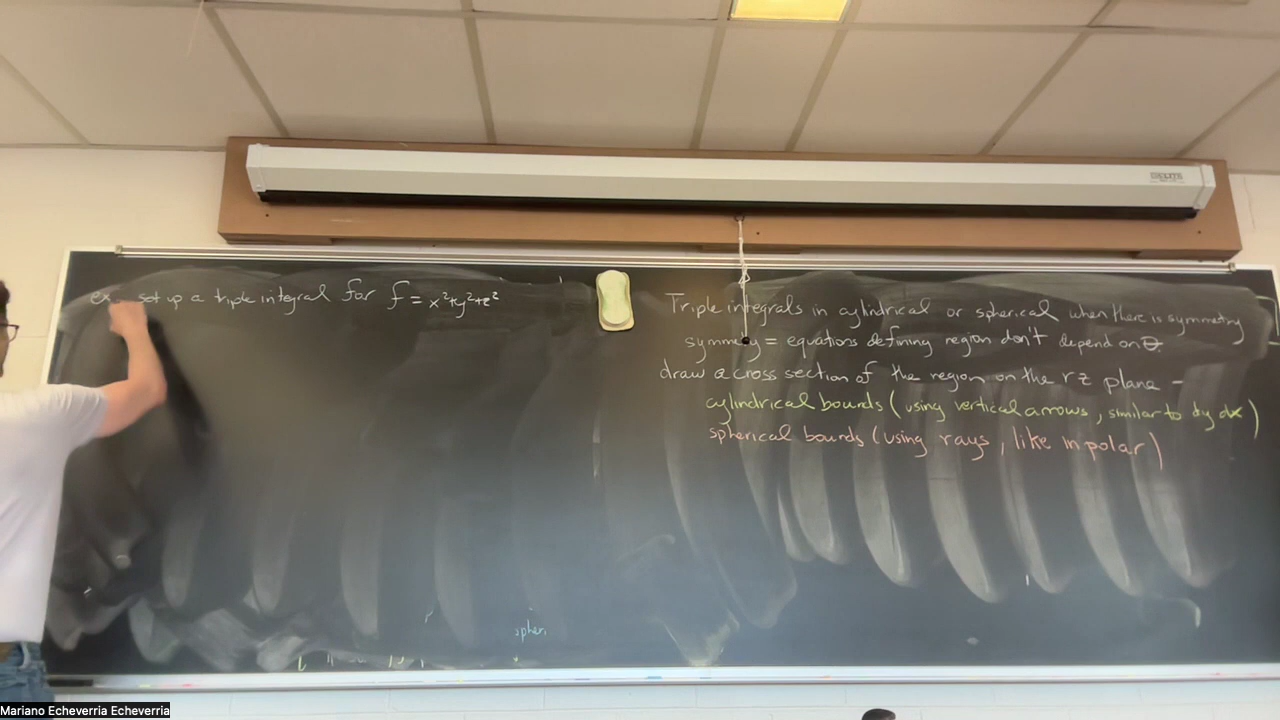 ex. set up a triple integral for f = x²+y²+z²
Triple integrals in cylindrical or spherical when there is symmetry
symmetry = equations defining region don't depend on θ.
draw a cross section of the region on the rz plane -
cylindrical bounds (using vertical arrows, similar to dy dx)
spherical bounds (using rays, like in polar)
spheri
Mariano Echeverria Echeverria